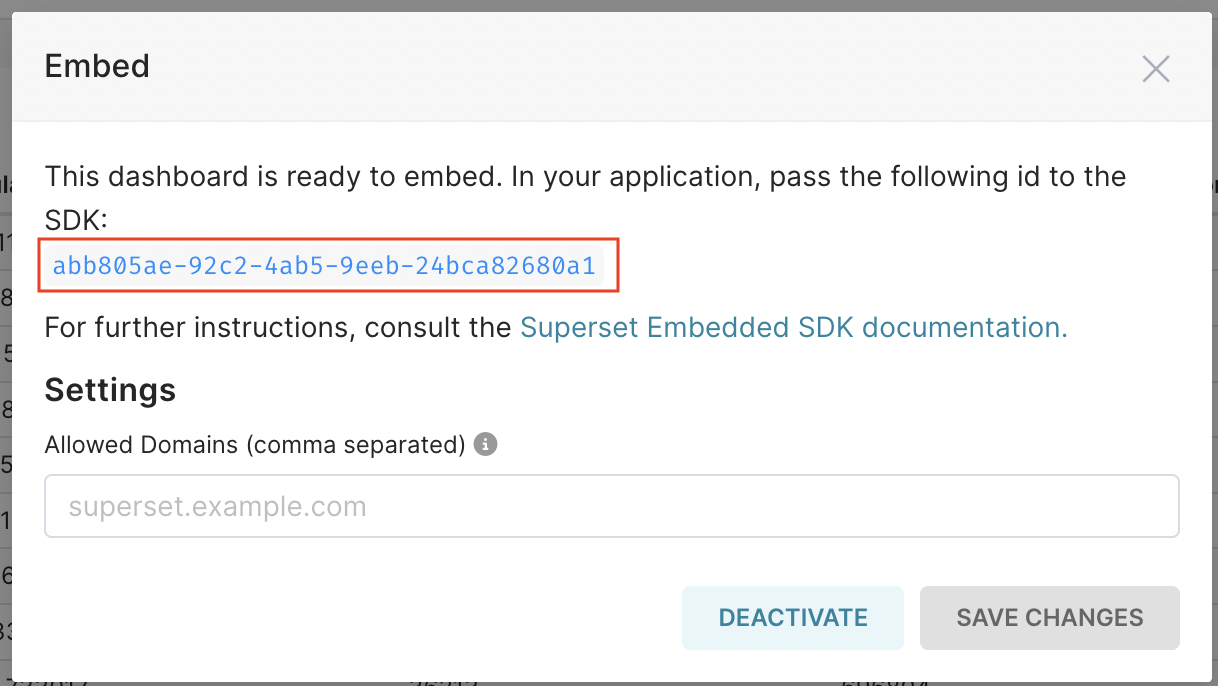 Embed
This dashboard is ready to embed. In your application, pass the following id to the
SDK:
abb805ae-92c2-4ab5-9eeb-24bca82680a1
For further instructions, consult the Superset Embedded SDK documentation.
Settings
Allowed Domains (comma separated)
superset.example.com
DEACTIVATE
SAVE CHANGES